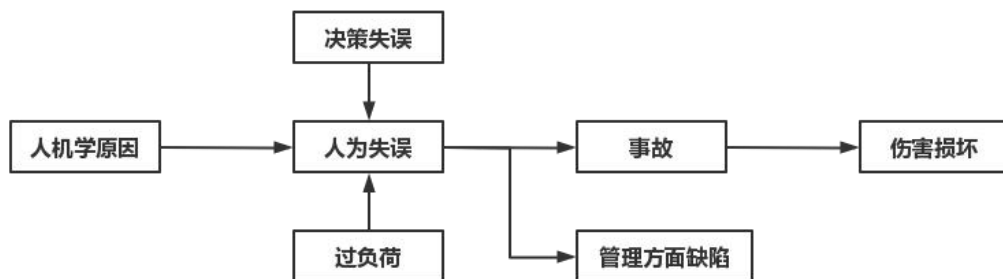 决策失误
人机学原因
人为失误
事故
伤害损坏
过负荷
管理方面缺陷